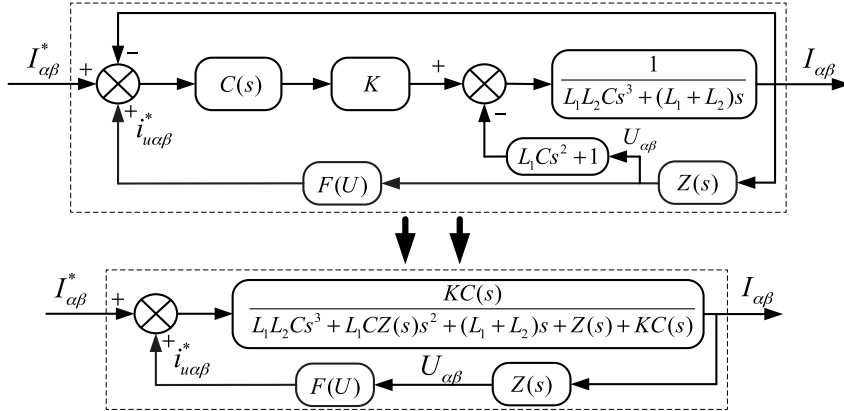 I*αβ
+
−
+
i*uαβ
C(s)
K
+
−
1
L₁L₂Cs³ + (L₁ + L₂)s
Iαβ
L₁Cs² + 1
Uαβ
F(U)
Z(s)
I*αβ
+
+
i*uαβ
KC(s)
L₁L₂Cs³ + L₁CZ(s)s² + (L₁ + L₂)s + Z(s) + KC(s)
Iαβ
F(U)
Uαβ
Z(s)